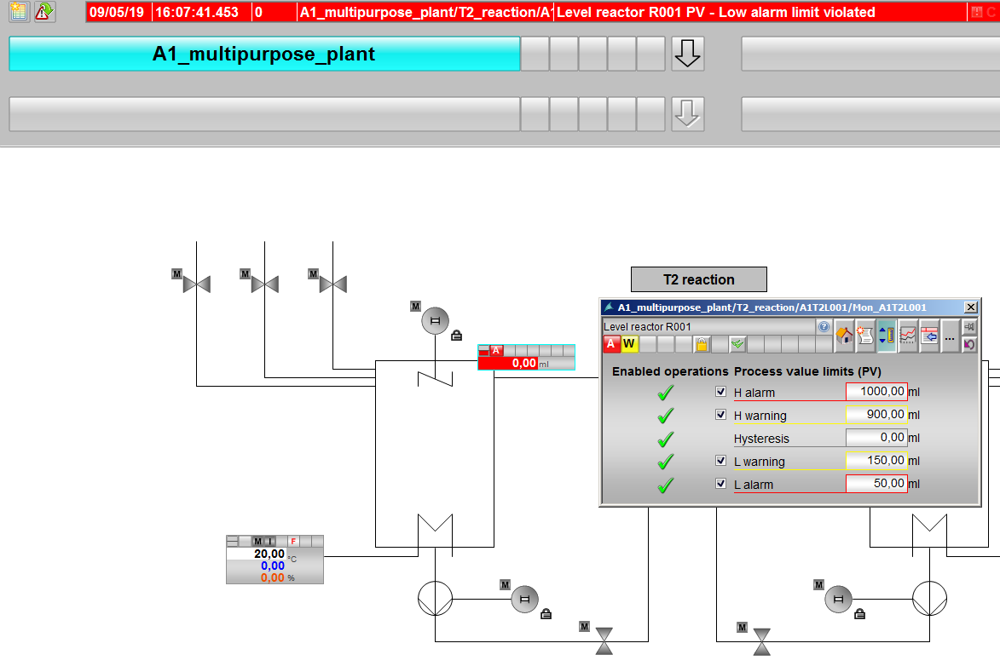 09/05/19 16:07:41.453 0 A1_multipurpose_plant/T2_reaction/A1 Level reactor R001 PV - Low alarm limit violated C
A1_multipurpose_plant
M M M
T2 reaction
M
A1_multipurpose_plant/T2_reaction/A1T2L001/Mon_A1T2L001
Level reactor R001
A W ...
A
0,00 ml
Enabled operations Process value limits (PV)
H alarm 1000,00 ml
H warning 900,00 ml
Hysteresis 0,00 ml
L warning 150,00 ml
L alarm 50,00 ml
M I F
20,00 °C
0,00
0,00 %
M M
M M